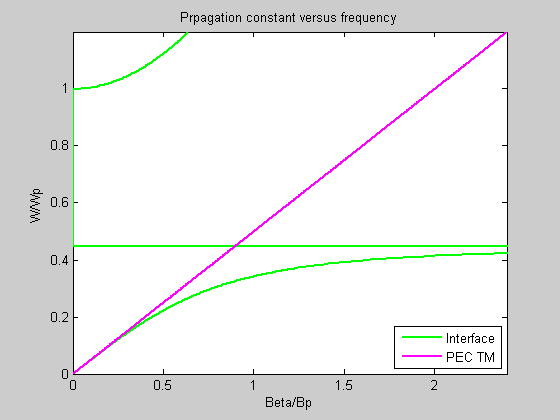 Prpagation constant versus frequency
W/Wp
1
0.8
0.6
0.4
0.2
0
0
0.5
1
1.5
2
Beta/Bp
Interface
PEC TM